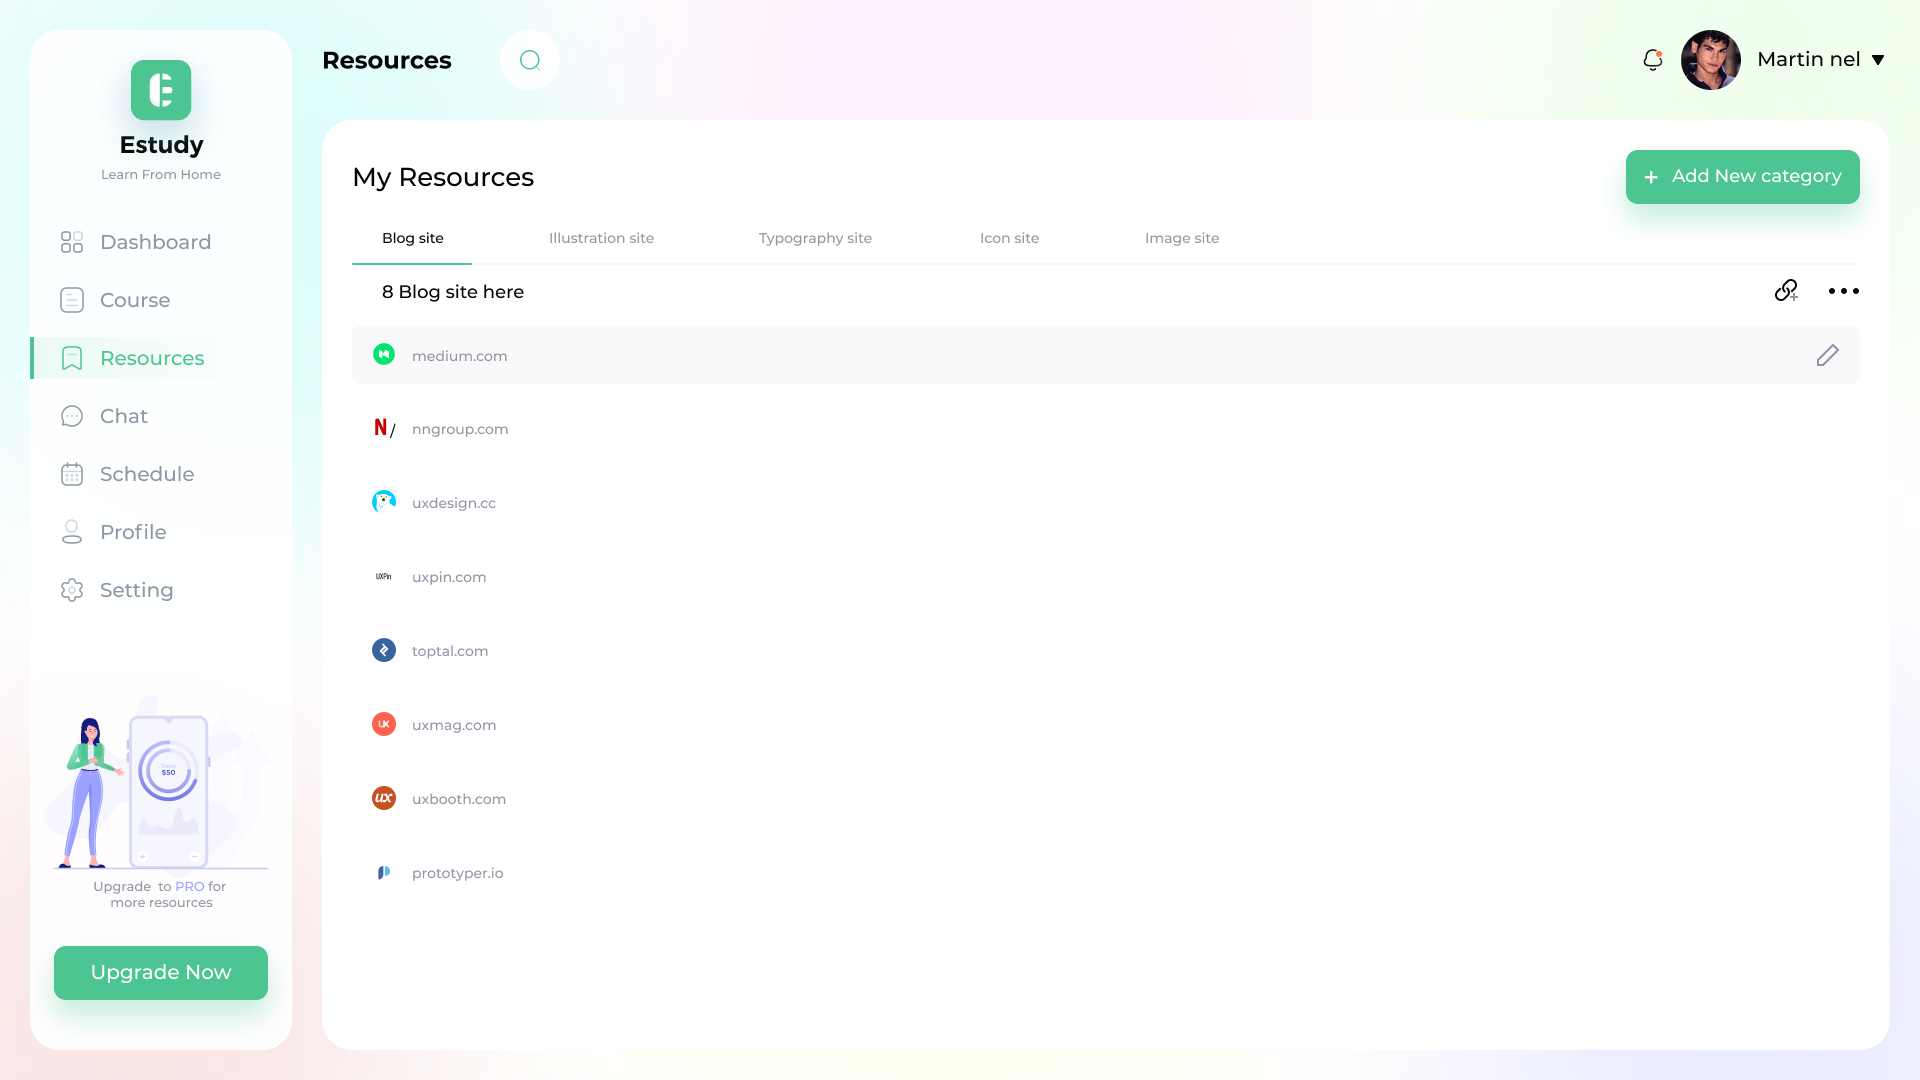 Estudy
Learn From Home
Dashboard
Course
Resources
Chat
Schedule
Profile
Setting
Today
$50
Upgrade  to PRO for
more resources
Upgrade Now
Resources
Martin nel
My Resources
+ Add New category
Blog site
Illustration site
Typography site
Icon site
Image site
8 Blog site here
medium.com
N/ nngroup.com
uxdesign.cc
UXPin uxpin.com
toptal.com
UX uxmag.com
UX uxbooth.com
prototyper.io